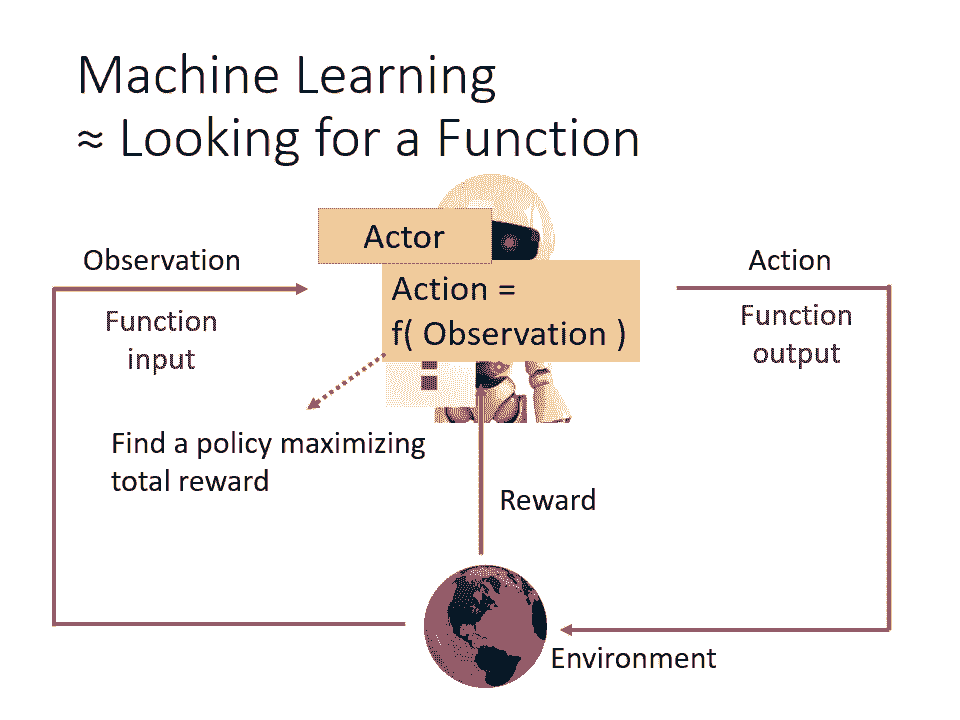 Machine Learning
≈ Looking for a Function
Actor
Observation
Action =
f( Observation )
Action
Function
input
Function
output
Find a policy maximizing
total reward
Reward
Environment